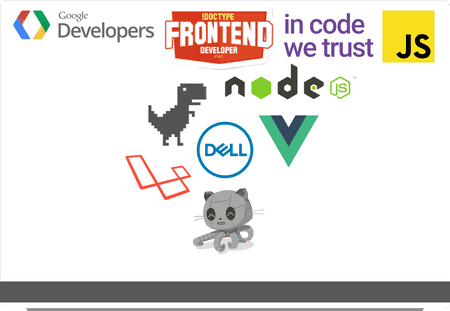 Google
Developers
!DOCTYPE
FRONTEND
DEVELOPER
in code
we trust
JS
node
JS
DELL